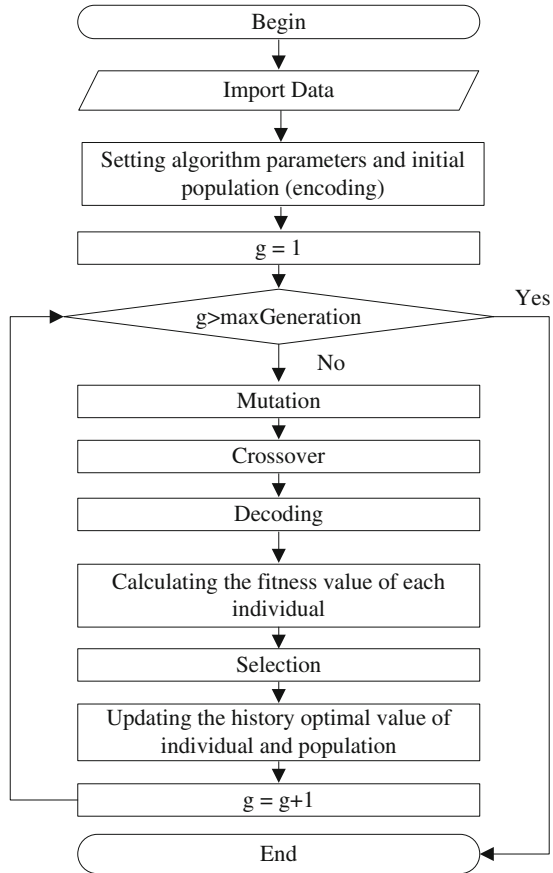 Begin
Import Data
Setting algorithm parameters and initial
population (encoding)
g = 1
Yes
g>maxGeneration
No
Mutation
Crossover
Decoding
Calculating the fitness value of each
individual
Selection
Updating the history optimal value of
individual and population
g = g+1
End